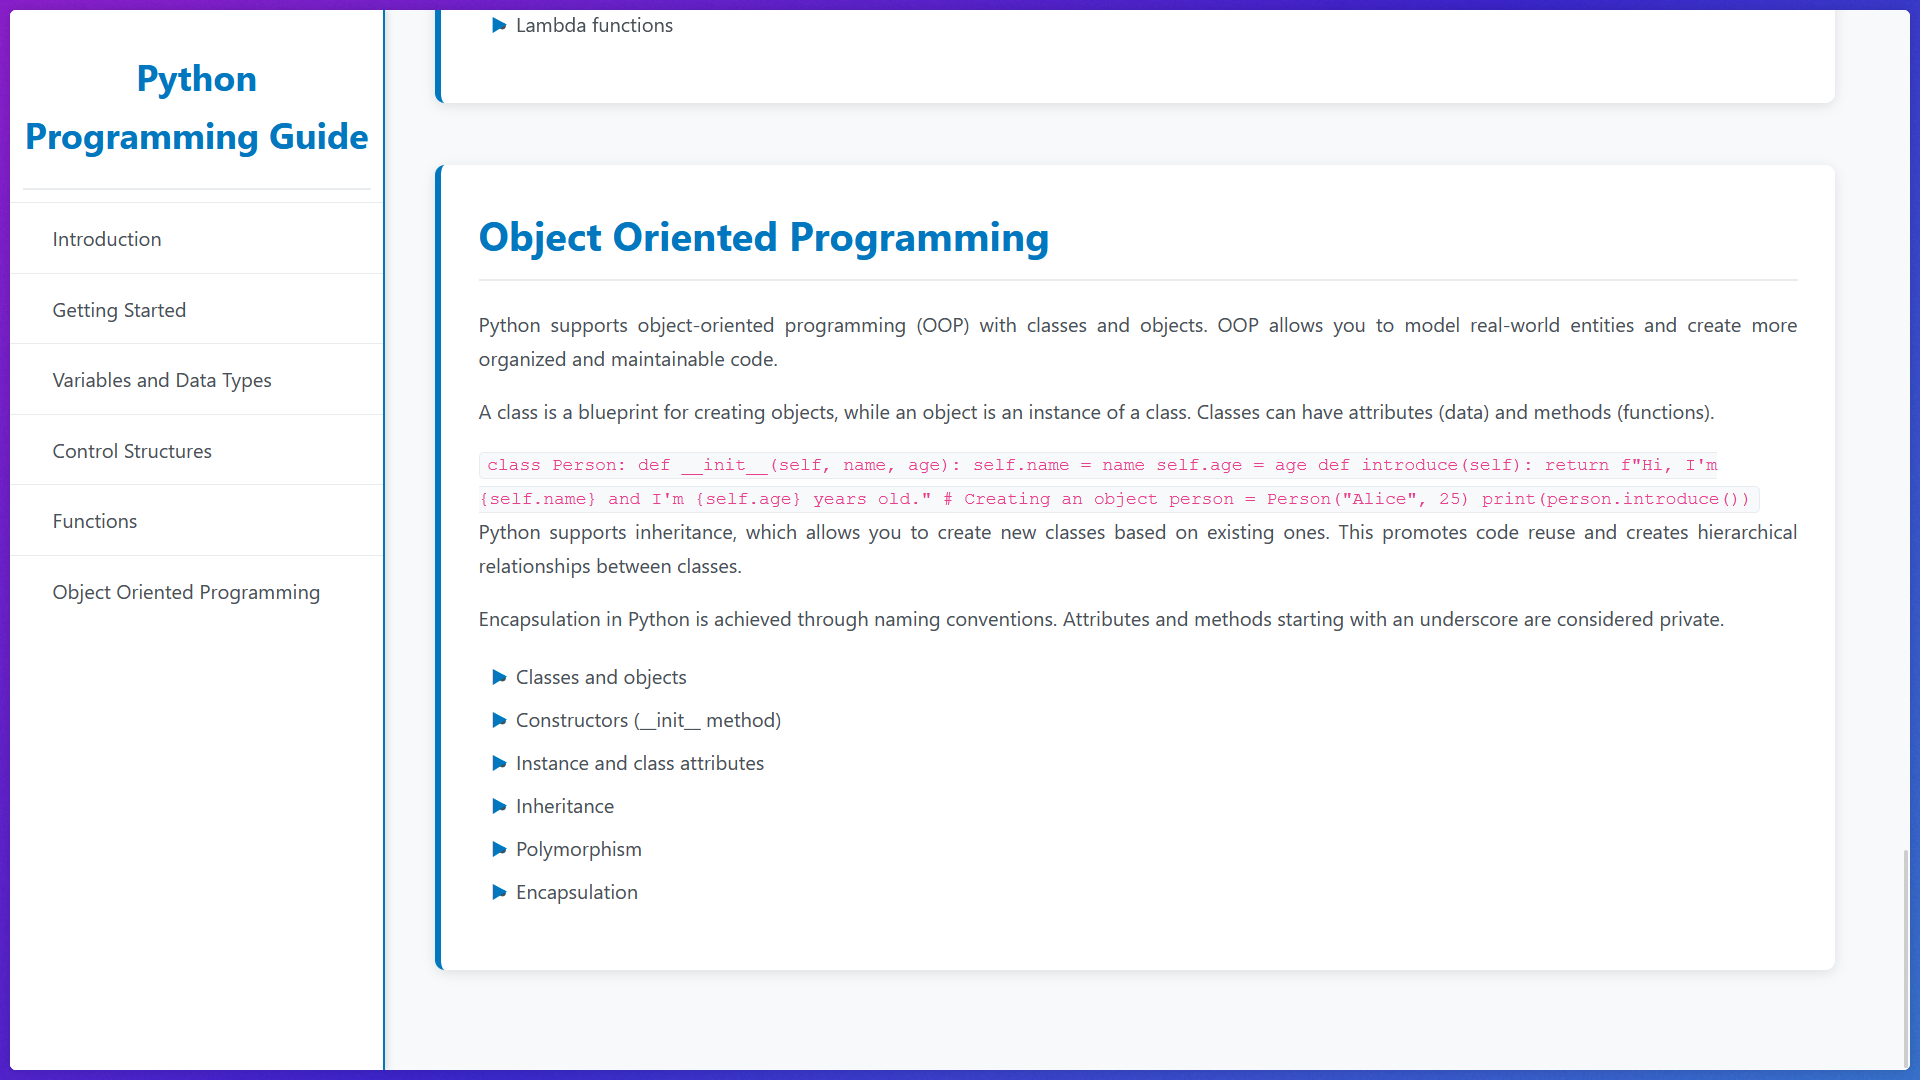 Python
Programming Guide
Introduction
Getting Started
Variables and Data Types
Control Structures
Functions
Object Oriented Programming
Lambda functions
Object Oriented Programming
Python supports object-oriented programming (OOP) with classes and objects. OOP allows you to model real-world entities and create more
organized and maintainable code.
A class is a blueprint for creating objects, while an object is an instance of a class. Classes can have attributes (data) and methods (functions).
class Person: def __init__(self, name, age): self.name = name self.age = age def introduce(self): return f"Hi, I'm
{self.name} and I'm {self.age} years old." # Creating an object person = Person("Alice", 25) print(person.introduce())
Python supports inheritance, which allows you to create new classes based on existing ones. This promotes code reuse and creates hierarchical
relationships between classes.
Encapsulation in Python is achieved through naming conventions. Attributes and methods starting with an underscore are considered private.
Classes and objects
Constructors (__init__ method)
Instance and class attributes
Inheritance
Polymorphism
Encapsulation